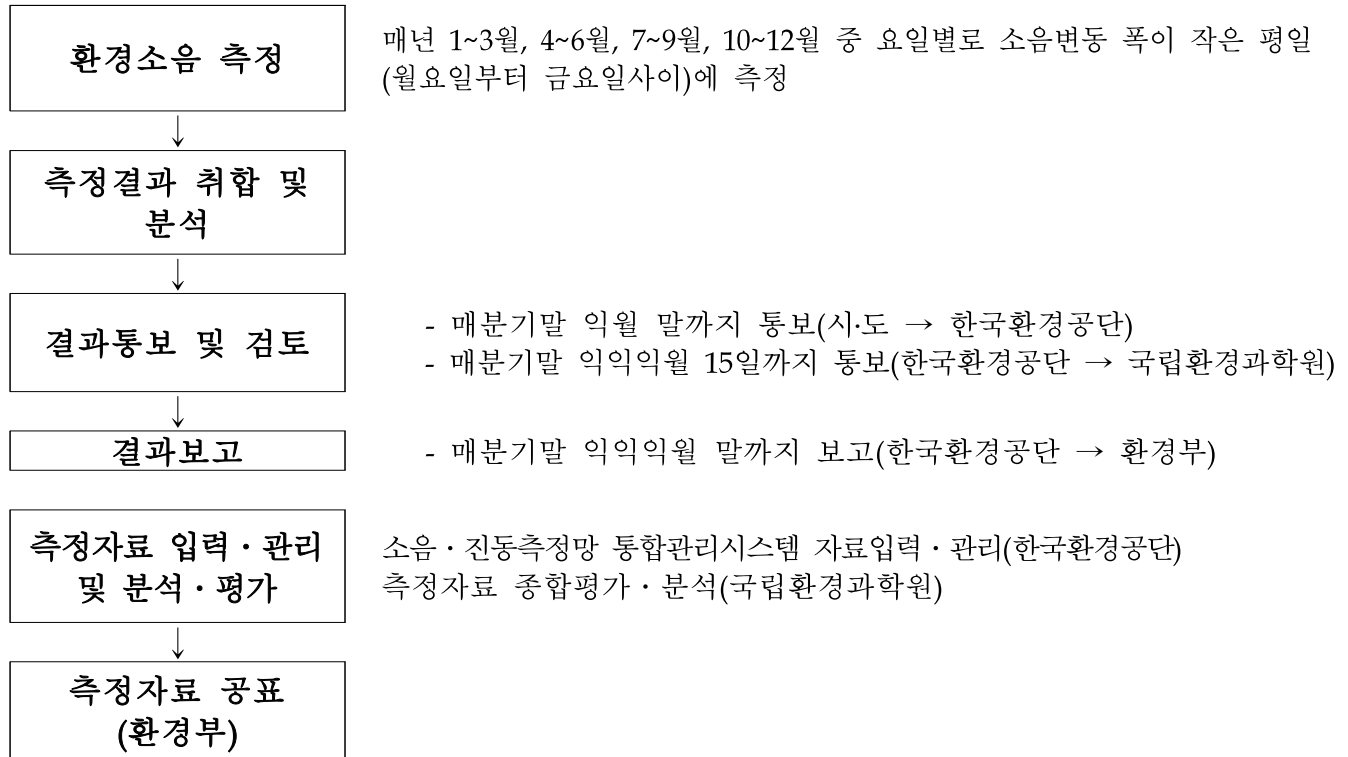 환경소음 측정
매년 1~3월, 4~6월, 7~9월, 10~12월 중 요일별로 소음변동 폭이 작은 평일
(월요일부터 금요일사이)에 측정
↓
측정결과 취합 및
분석
↓
결과통보 및 검토
- 매분기말 익월 말까지 통보(시·도 → 한국환경공단)
- 매분기말 익익익월 15일까지 통보(한국환경공단 → 국립환경과학원)
↓
결과보고
- 매분기말 익익익월 말까지 보고(한국환경공단 → 환경부)
측정자료 입력·관리
및 분석·평가
소음·진동측정망 통합관리시스템 자료입력·관리(한국환경공단)
측정자료 종합평가·분석(국립환경과학원)
↓
측정자료 공표
(환경부)